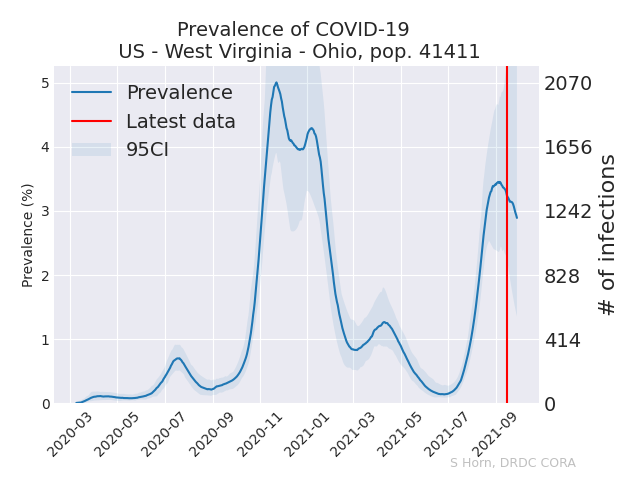 Prevalence of COVID-19
US - West Virginia - Ohio, pop. 41411
Prevalence
Latest data
95CI
Prevalence (%)
5
4
3
2
1
0
2070
1656
1242
828
414
0
# of infections
2020-03
2020-05
2020-07
2020-09
2020-11
2021-01
2021-03
2021-05
2021-07
2021-09
S Horn, DRDC CORA